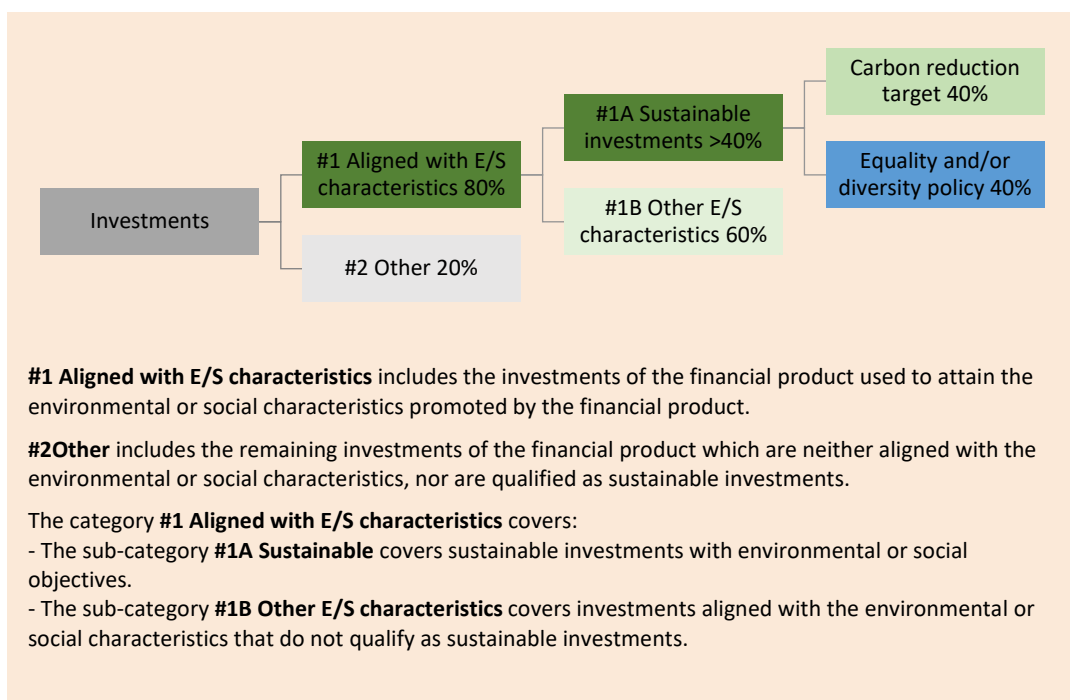 Investments
#1 Aligned with E/S
characteristics 80%
#2 Other 20%
#1A Sustainable
investments >40%
#1B Other E/S
characteristics 60%
Carbon reduction
target 40%
Equality and/or
diversity policy 40%
#1 Aligned with E/S characteristics includes the investments of the financial product used to attain the
environmental or social characteristics promoted by the financial product.
#2Other includes the remaining investments of the financial product which are neither aligned with the
environmental or social characteristics, nor are qualified as sustainable investments.
The category #1 Aligned with E/S characteristics covers:
- The sub-category #1A Sustainable covers sustainable investments with environmental or social
objectives.
- The sub-category #1B Other E/S characteristics covers investments aligned with the environmental or
social characteristics that do not qualify as sustainable investments.